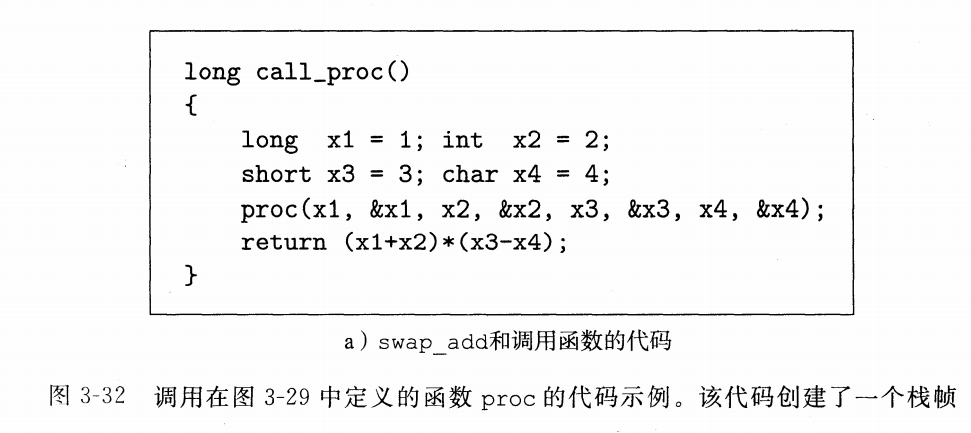 long call_proc()
{
    long  x1 = 1; int  x2 = 2;
    short x3 = 3; char x4 = 4;
    proc(x1, &x1, x2, &x2, x3, &x3, x4, &x4);
    return (x1+x2)*(x3-x4);
}
a）swap_add和调用函数的代码
图 3-32 调用在图 3-29 中定义的函数 proc 的代码示例。该代码创建了一个栈帧